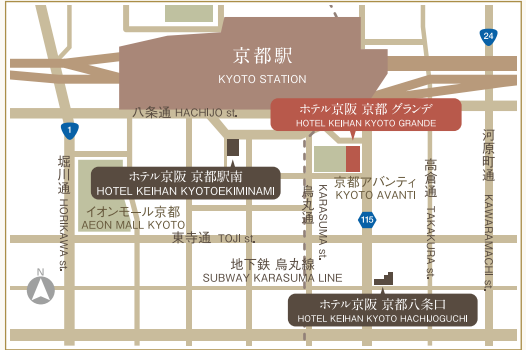 24
京都駅
KYOTO STATION
八条通 HACHIJO st.
ホテル京阪 京都 グランデ
HOTEL KEIHAN KYOTO GRANDE
1
ホテル京阪 京都駅南
HOTEL KEIHAN KYOTOEKIMINAMI
京都アバンティ
KYOTO AVANTI
堀川通 HORIKAWA st.
イオンモール京都
AEON MALL KYOTO
烏丸通
KARASUMA st.
高倉通 TAKAKURA st.
河原町通 KAWARAMACHI st.
115
東寺通 TOJI st.
地下鉄 烏丸線
SUBWAY KARASUMA LINE
N
ホテル京阪 京都八条口
HOTEL KEIHAN KYOTO HACHIJOGUCHI